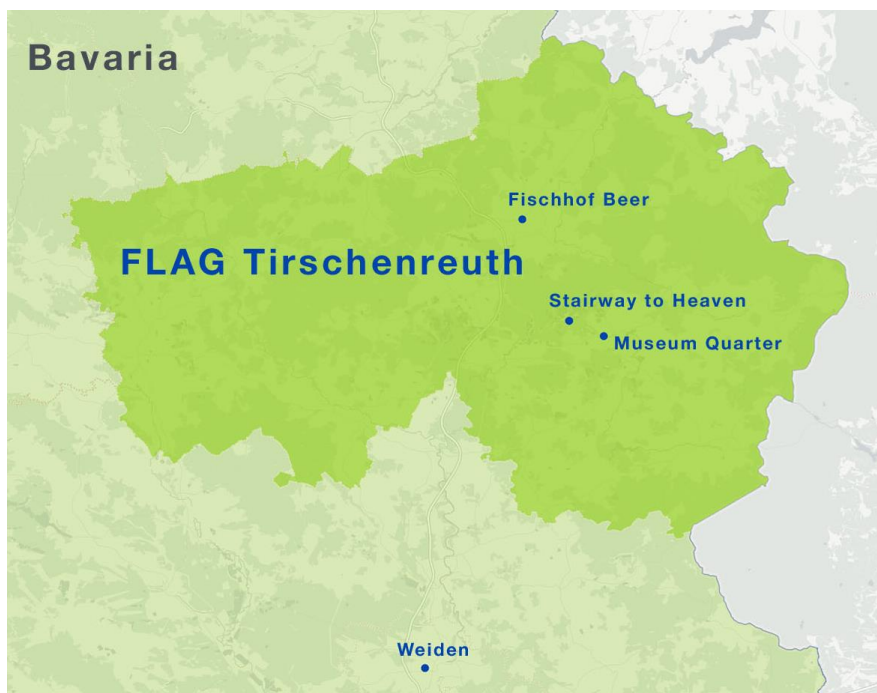 Bavaria
Fischhof Beer
FLAG Tirschenreuth
Stairway to Heaven
Museum Quarter
Weiden